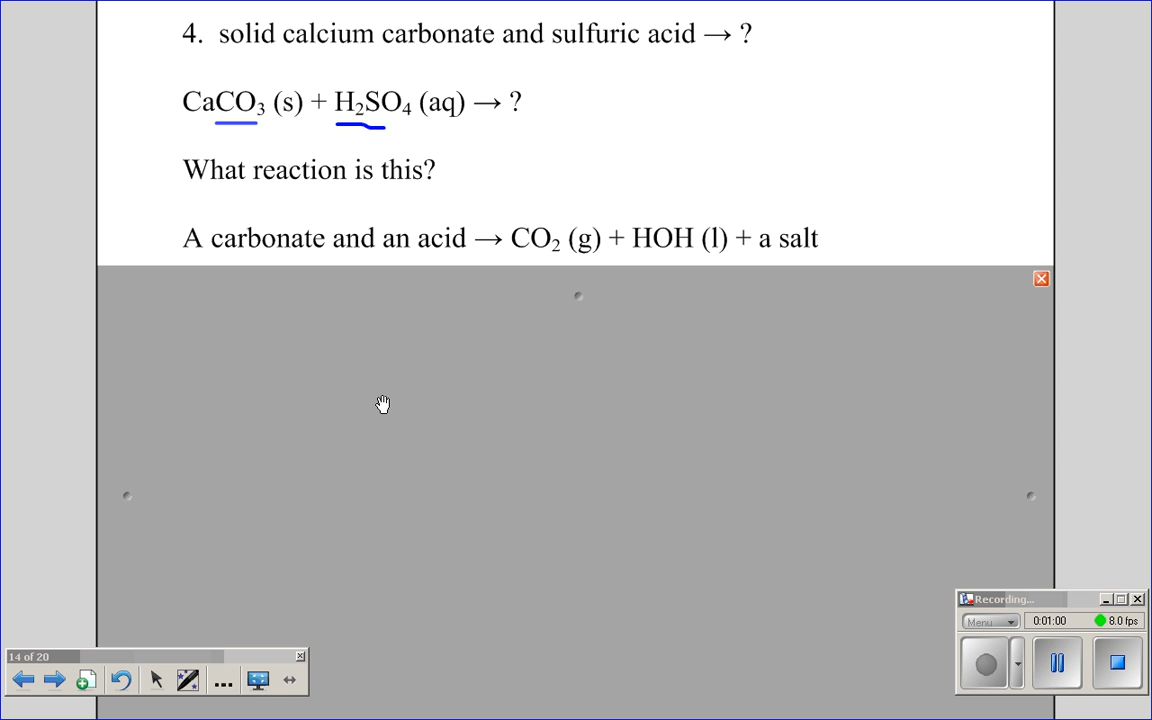 4. solid calcium carbonate and sulfuric acid → ?
CaCO₃ (s) + H₂SO₄ (aq) → ?
What reaction is this?
A carbonate and an acid → CO₂ (g) + HOH (l) + a salt
Recording...
Menu 0:01:00 8.0 fps
14 of 20